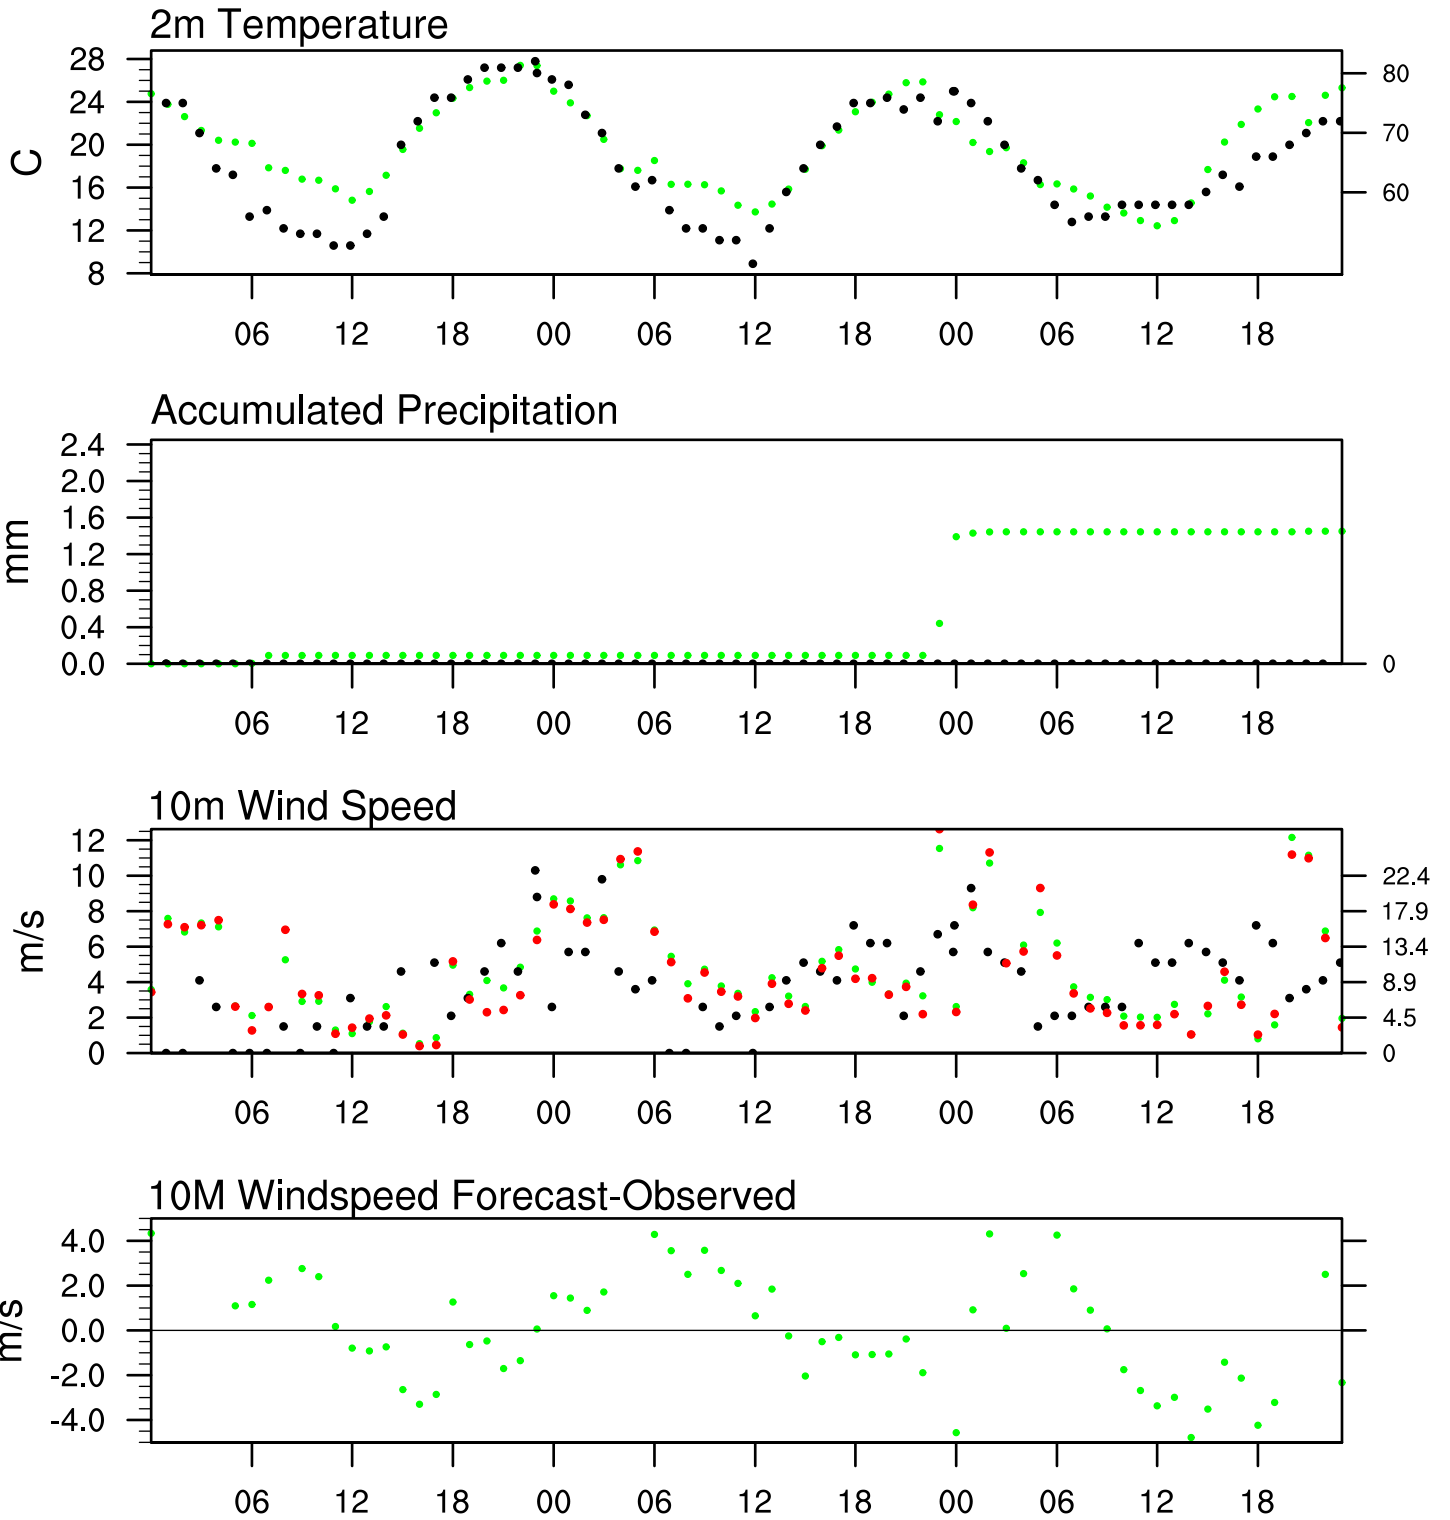 2m Temperature
28
24
20
16
12
8
C
80
70
60
06 12 18 00 06 12 18 00 06 12 18
Accumulated Precipitation
2.4
2.0
1.6
1.2
0.8
0.4
0.0
mm
0
06 12 18 00 06 12 18 00 06 12 18
10m Wind Speed
12
10
8
6
4
2
0
m/s
22.4
17.9
13.4
8.9
4.5
0
06 12 18 00 06 12 18 00 06 12 18
10M Windspeed Forecast-Observed
4.0
2.0
0.0
-2.0
-4.0
m/s
06 12 18 00 06 12 18 00 06 12 18